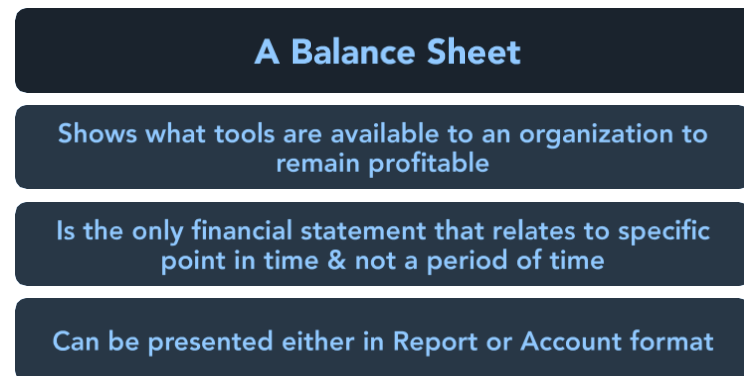 A Balance Sheet
Shows what tools are available to an organization to
remain profitable
Is the only financial statement that relates to specific
point in time & not a period of time
Can be presented either in Report or Account format